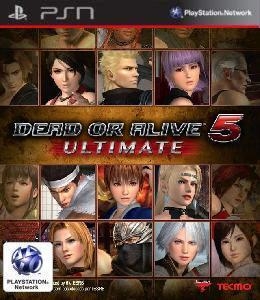 PSN
PlayStation Network
DEAD OR ALIVE 5
ULTIMATE
PLAYSTATION
Network
TECMO